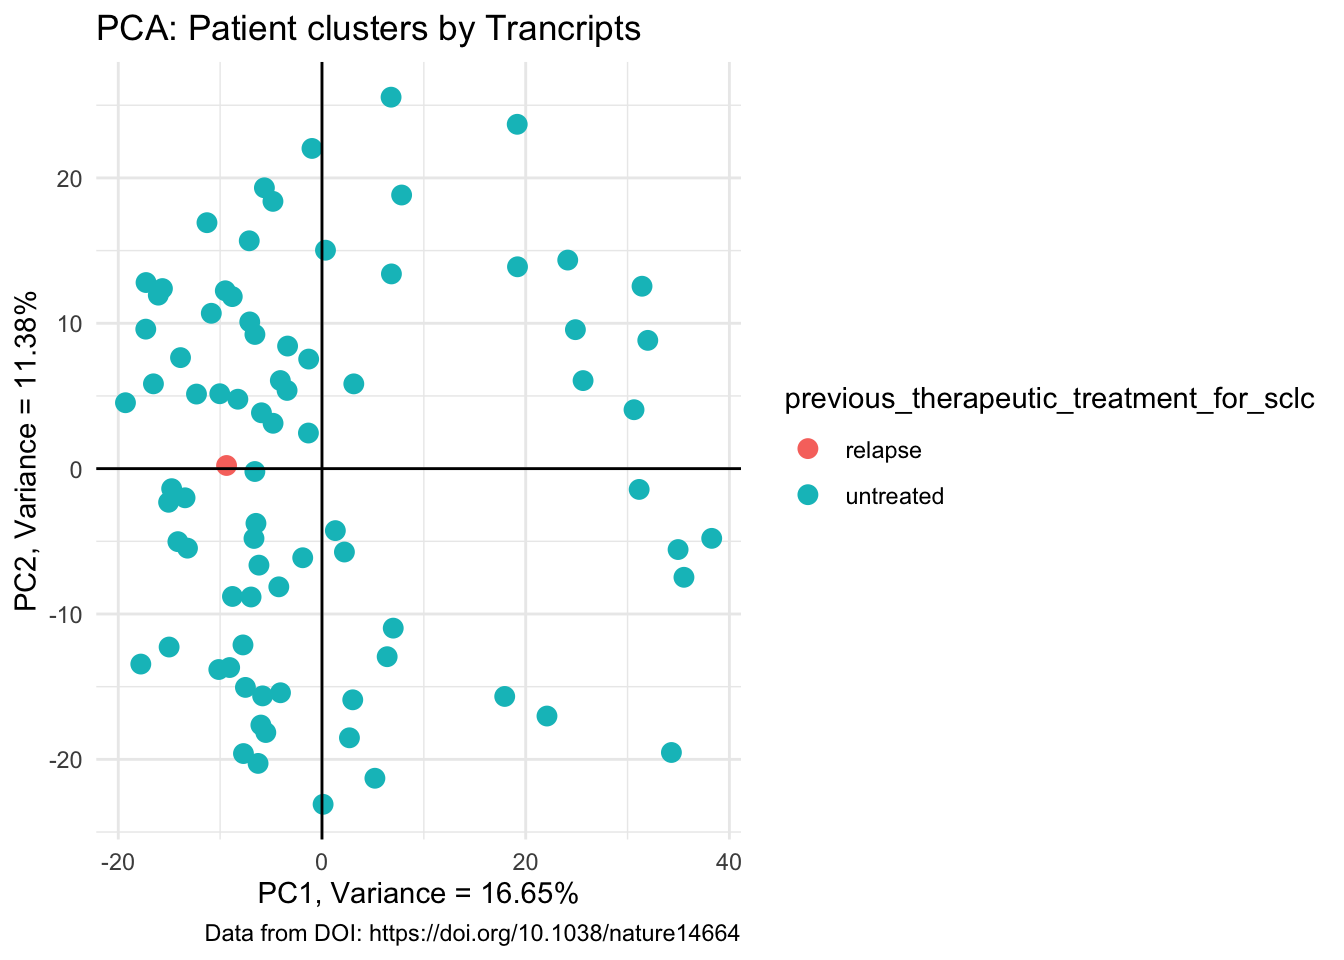 PCA: Patient clusters by Trancripts
PC2, Variance = 11.38%
20
10
0
-10
-20
-20 0 20 40
PC1, Variance = 16.65%
Data from DOI: https://doi.org/10.1038/nature14664
previous_therapeutic_treatment_for_sclc
relapse
untreated